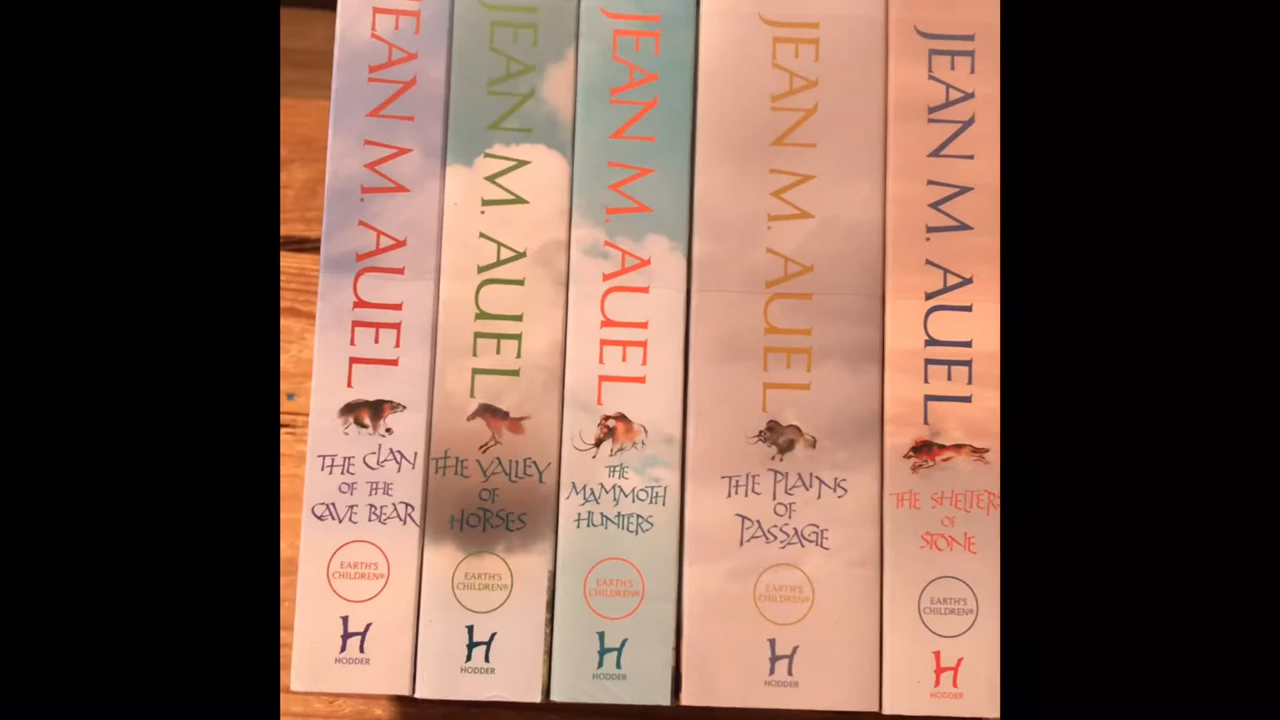 JEAN M. AUEL
THE CLAN
OF THE
CAVE BEAR
EARTH'S
CHILDREN®
H
HODDER
JEAN M. AUEL
THE VALLEY
OF
HORSES
EARTH'S
CHILDREN®
H
HODDER
JEAN M. AUEL
THE
MAMMOTH
HUNTERS
EARTH'S
CHILDREN®
H
HODDER
JEAN M. AUEL
THE PLAINS
OF
PASSAGE
EARTH'S
CHILDREN®
H
HODDER
JEAN M. AUEL
THE SHELTERS
OF
STONE
EARTH'S
CHILDREN®
H
HODDER